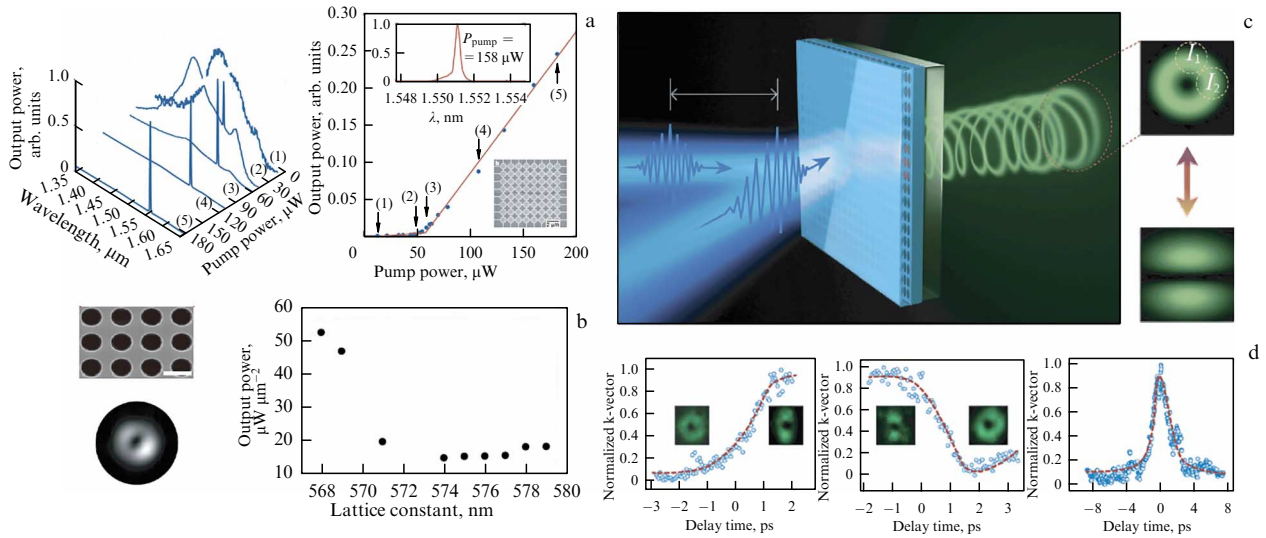 a
1.0
0.5
0
Output power,
arb. units
1.35
1.40
1.45
1.50
1.55
1.60
1.65
Wavelength, μm
(1)
(2)
(3)
(4)
(5)
0
30
60
90
120
150
180
Pump power, μW
0.30
0.25
0.20
0.15
0.10
0.05
Output power, arb. units
1.0
0.5
0
P pump =
= 158 μW
1.548 1.550 1.552 1.554
λ, nm
(1)
(2)
(3)
(4)
(5)
2 μm
0 50 100 150 200
Pump power, μW
b
60
50
40
30
20
10
Output power,
μW μm−2
568 570 572 574 576 578 580
Lattice constant, nm
c
I1
I2
d
Normalized k-vector
1.0
0.8
0.6
0.4
0.2
0
−3 −2 −1 0 1 2
Delay time, ps
Normalized k-vector
1.0
0.8
0.6
0.4
0.2
0
−2 −1 0 1 2 3
Delay time, ps
Normalized k-vector
1.0
0.8
0.6
0.4
0.2
0
−8 −4 0 4 8
Delay time, ps